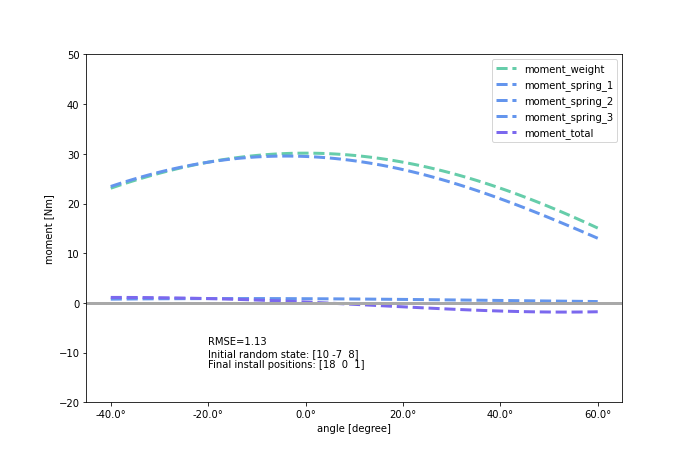 50
40
30
20
10
0
−10
−20
moment [Nm]
moment_weight
moment_spring_1
moment_spring_2
moment_spring_3
moment_total
RMSE=1.13
Initial random state: [10 -7  8]
Final install positions: [18  0  1]
-40.0° -20.0° 0.0° 20.0° 40.0° 60.0°
angle [degree]